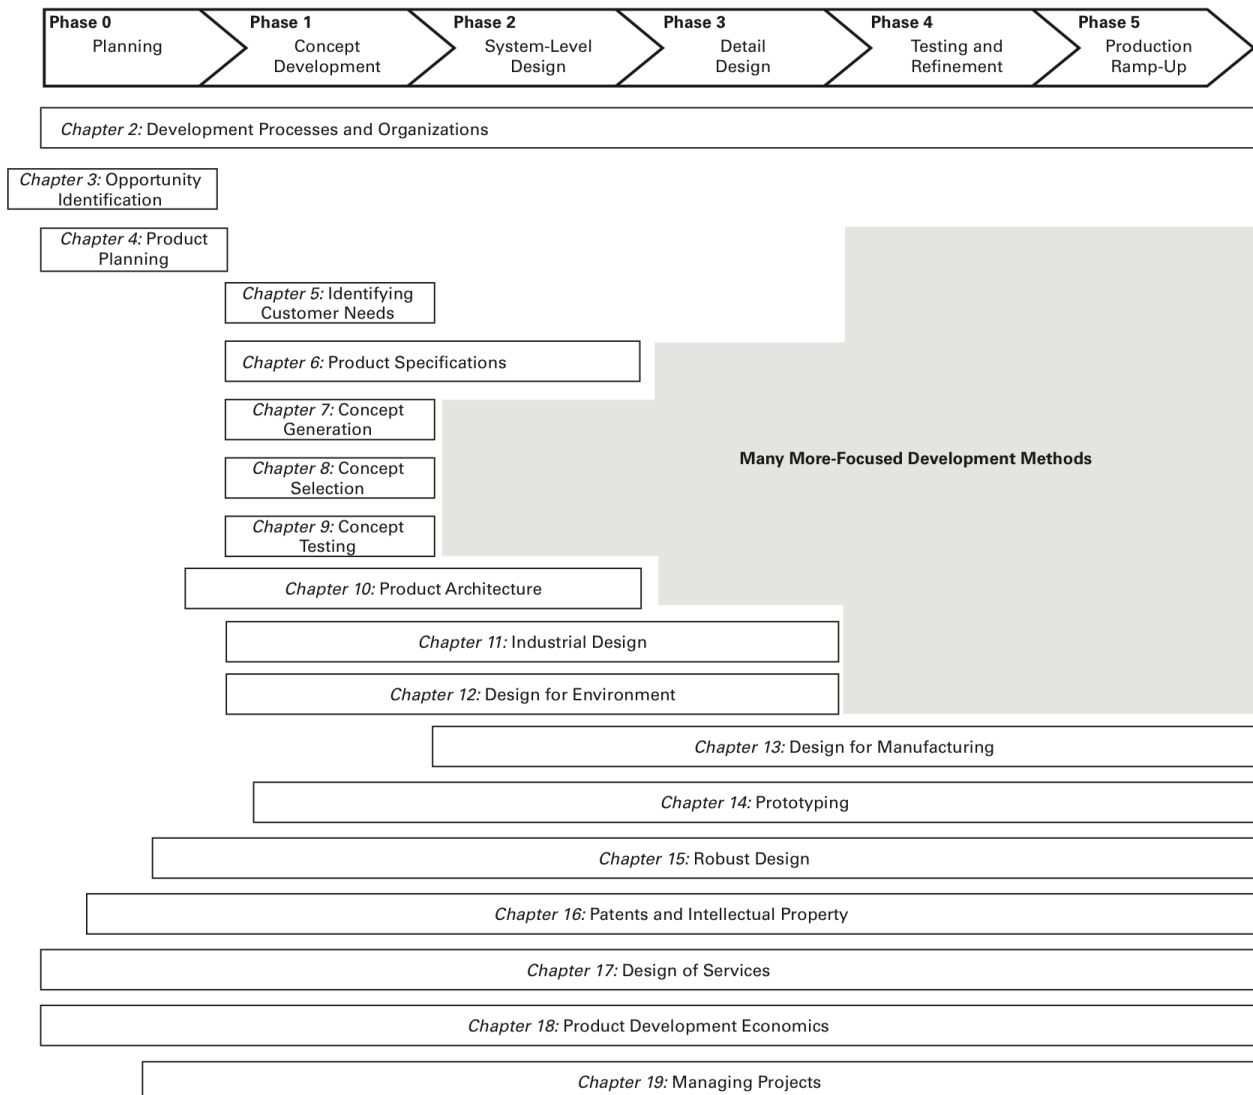 Phase 0
Planning
Phase 1
Concept
Development
Phase 2
System-Level
Design
Phase 3
Detail
Design
Phase 4
Testing and
Refinement
Phase 5
Production
Ramp-Up
Chapter 2: Development Processes and Organizations
Chapter 3: Opportunity
Identification
Chapter 4: Product
Planning
Chapter 5: Identifying
Customer Needs
Chapter 6: Product Specifications
Chapter 7: Concept
Generation
Many More-Focused Development Methods
Chapter 8: Concept
Selection
Chapter 9: Concept
Testing
Chapter 10: Product Architecture
Chapter 11: Industrial Design
Chapter 12: Design for Environment
Chapter 13: Design for Manufacturing
Chapter 14: Prototyping
Chapter 15: Robust Design
Chapter 16: Patents and Intellectual Property
Chapter 17: Design of Services
Chapter 18: Product Development Economics
Chapter 19: Managing Projects